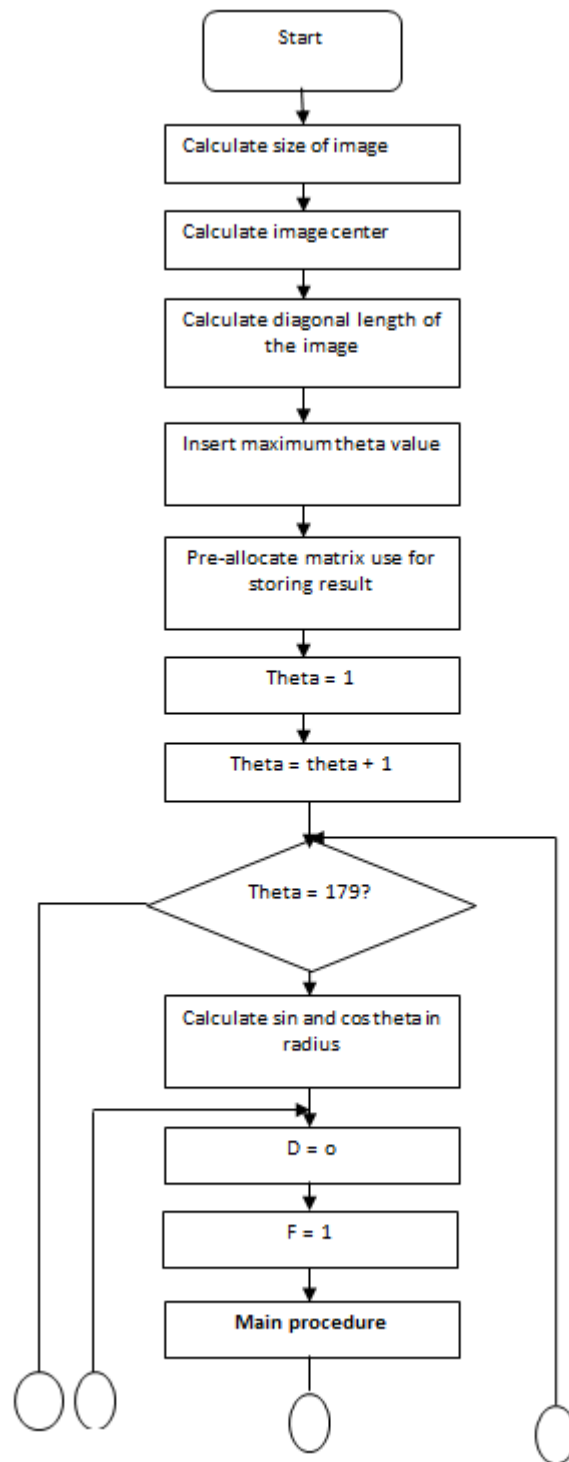 Start
Calculate size of image
Calculate image center
Calculate diagonal length of
the image
Insert maximum theta value
Pre-allocate matrix use for
storing result
Theta = 1
Theta = theta + 1
Theta = 179?
Calculate sin and cos theta in
radius
D = o
F = 1
Main procedure